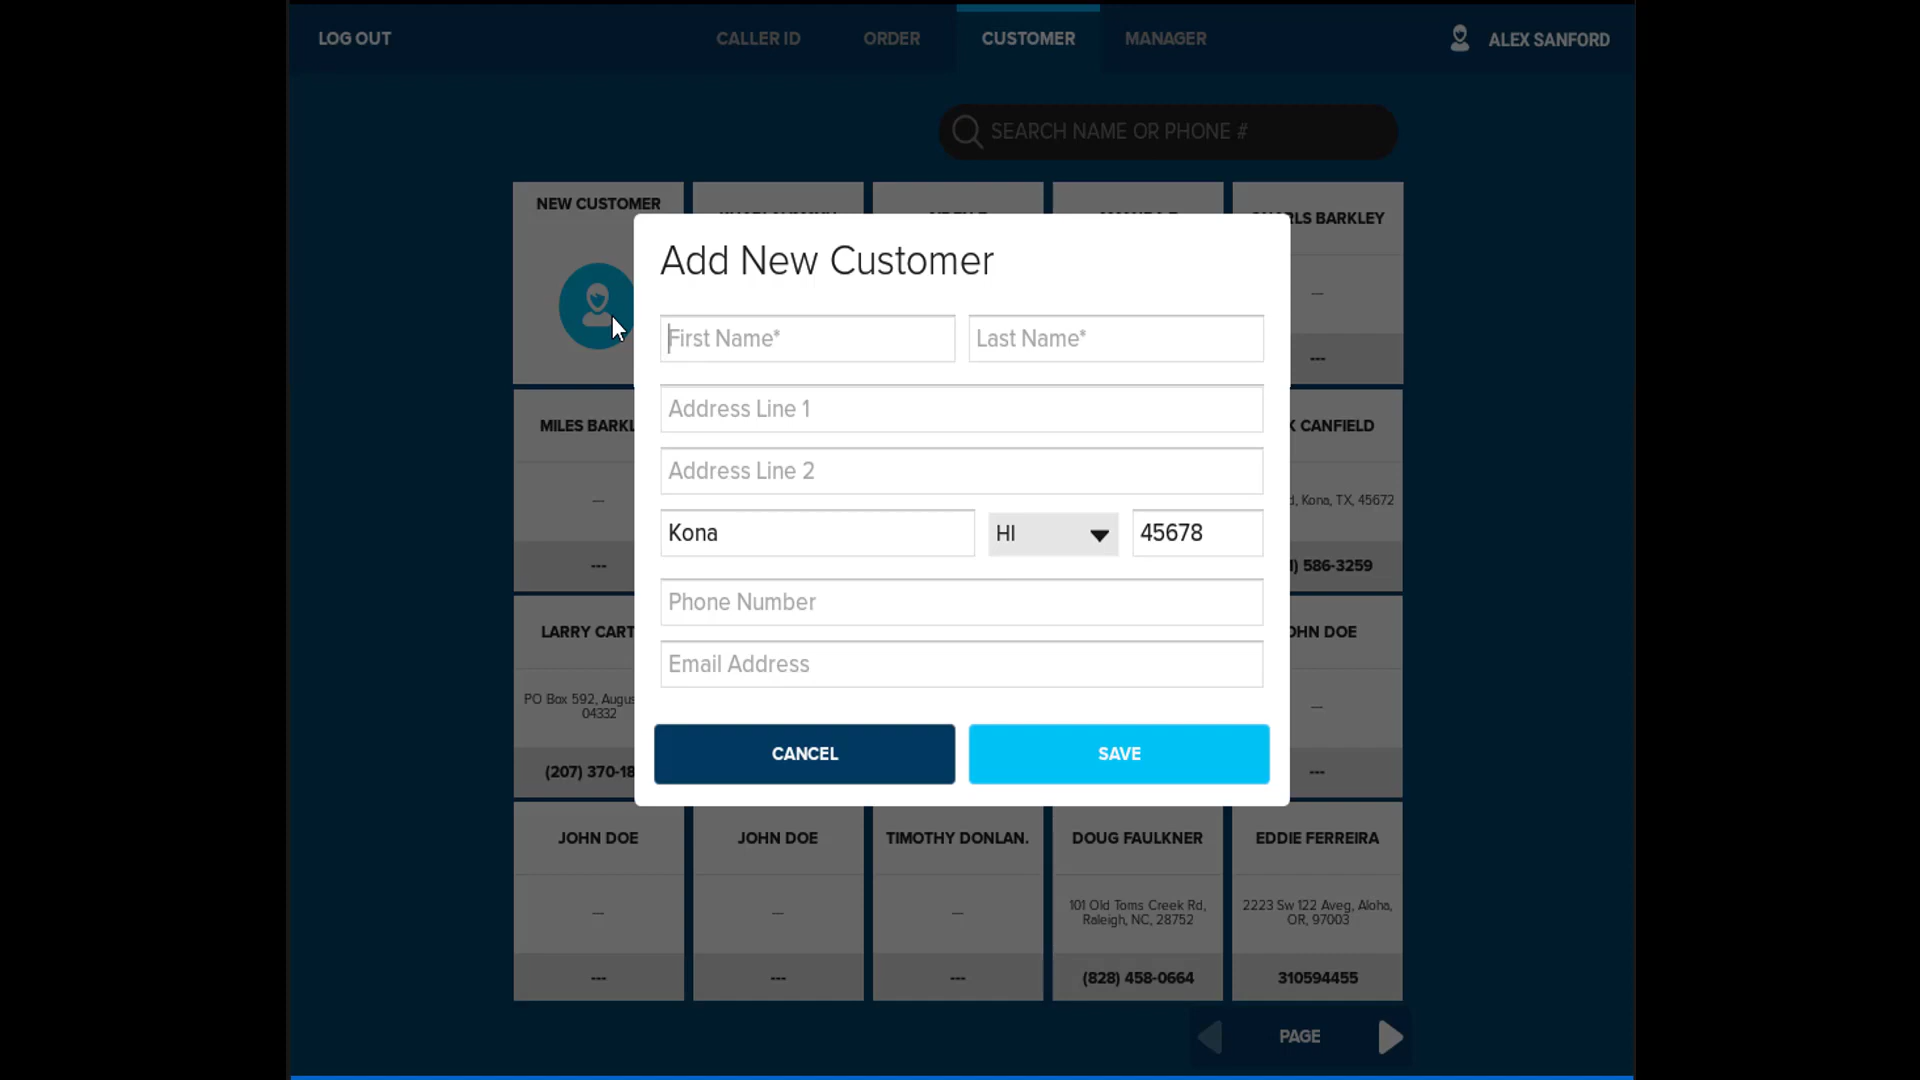 LOG OUT
CALLER ID
ORDER
CUSTOMER
MANAGER
ALEX SANFORD
SEARCH NAME OR PHONE #
NEW CUSTOMER
RLS BARKLEY
---
---
Add New Customer
First Name*
Last Name*
Address Line 1
Address Line 2
Kona
HI
45678
Phone Number
Email Address
CANCEL
SAVE
MILES BARKL
---
---
K CANFIELD
d, Kona, TX, 45672
) 586-3259
LARRY CART
PO Box 592, Augus
04332
(207) 370-18
OHN DOE
---
---
JOHN DOE
---
---
JOHN DOE
---
---
TIMOTHY DONLAN.
---
---
DOUG FAULKNER
101 Old Toms Creek Rd,
Raleigh, NC, 28752
(828) 458-0664
EDDIE FERREIRA
2223 Sw 122 Aveg, Aloha,
OR, 97003
310594455
PAGE